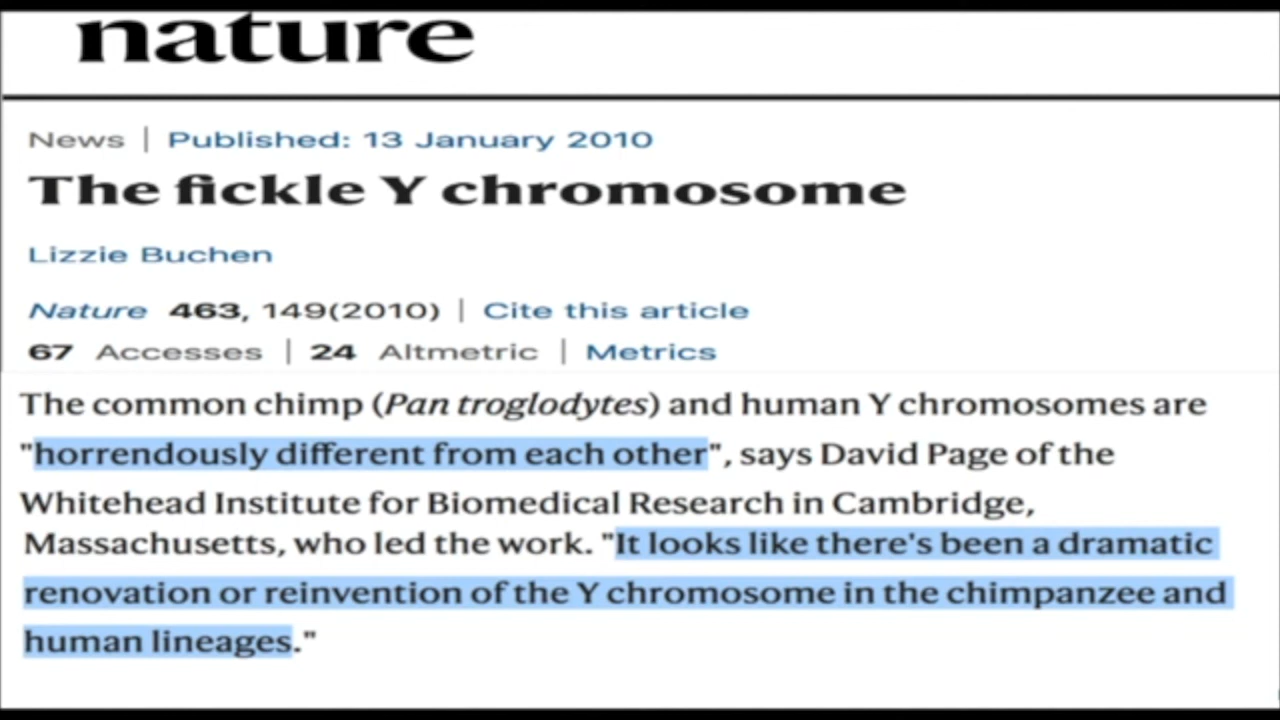 nature
News | Published: 13 January 2010
The fickle Y chromosome
Lizzie Buchen
Nature 463, 149(2010) | Cite this article
67 Accesses | 24 Altmetric | Metrics
The common chimp (Pan troglodytes) and human Y chromosomes are
"horrendously different from each other", says David Page of the
Whitehead Institute for Biomedical Research in Cambridge,
Massachusetts, who led the work. "It looks like there's been a dramatic
renovation or reinvention of the Y chromosome in the chimpanzee and
human lineages."